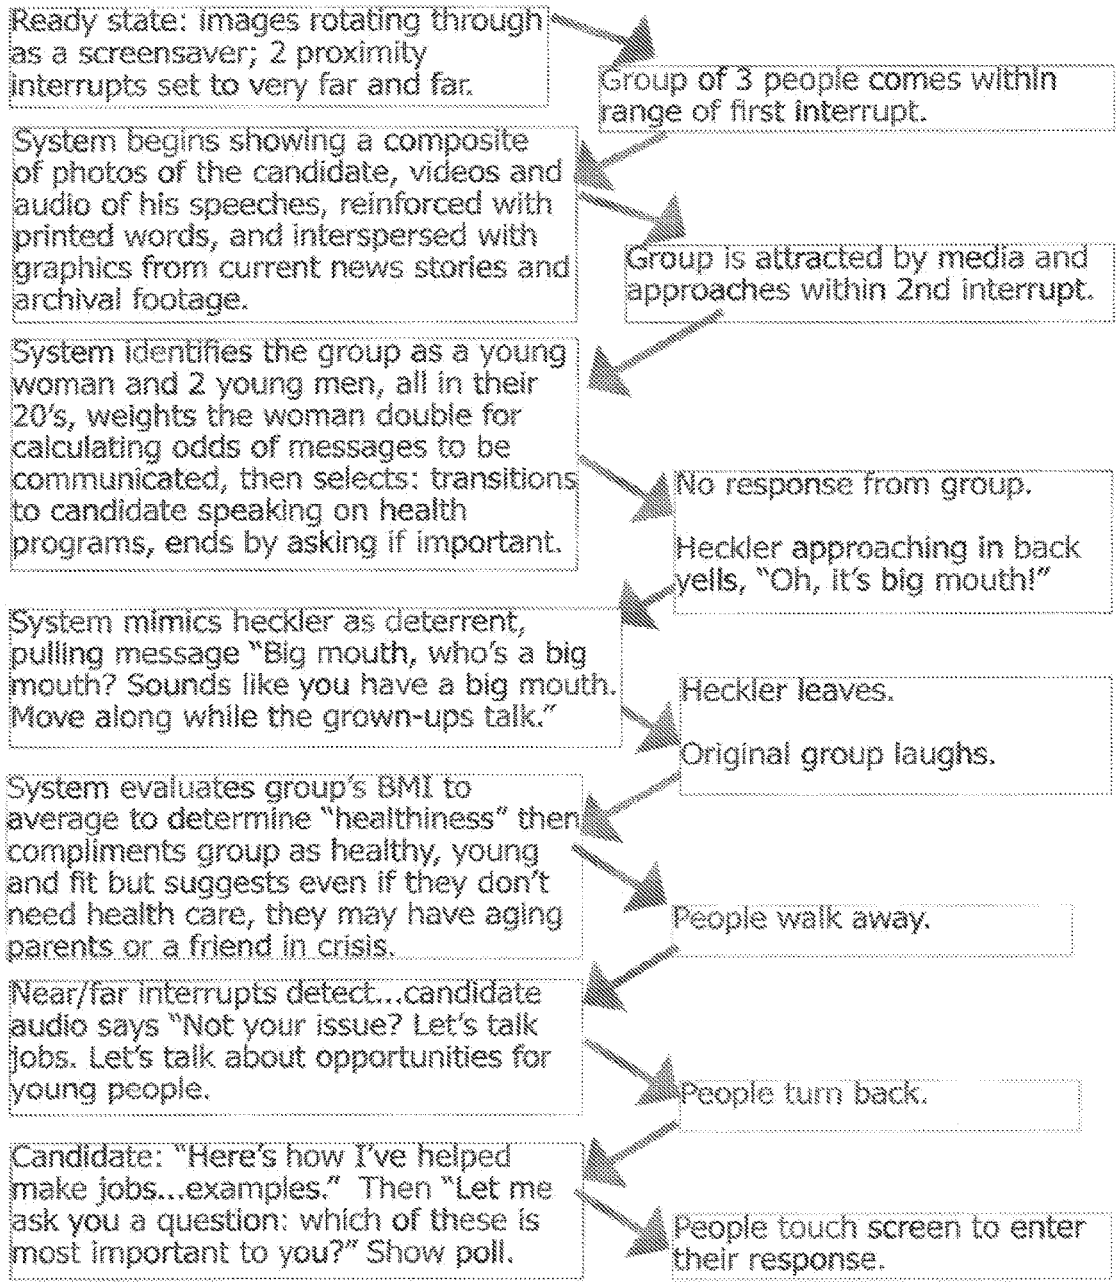 Ready state: images rotating through
as a screensaver; 2 proximity
interrupts set to very far and far.
Group of 3 people comes within
range of first interrupt.
System begins showing a composite
of photos of the candidate, videos and
audio of his speeches, reinforced with
printed words, and interspersed with
graphics from current news stories and
archival footage.
Group is attracted by media and
approaches within 2nd interrupt.
System identifies the group as a young
woman and 2 young men, all in their
20's, weights the woman double for
calculating odds of messages to be
communicated, then selects: transitions
to candidate speaking on health
programs, ends by asking if important.
No response from group.
Heckler approaching in back
yells, "Oh, it's big mouth!"
System mimics heckler as deterrent,
pulling message "Big mouth, who's a big
mouth? Sounds like you have a big mouth.
Move along while the grown-ups talk."
Heckler leaves.
Original group laughs.
System evaluates group's BMI to
average to determine "healthiness" then
compliments group as healthy, young
and fit but suggests even if they don't
need health care, they may have aging
parents or a friend in crisis.
People walk away.
Near/far interrupts detect...candidate
audio says "Not your issue? Let's talk
jobs. Let's talk about opportunities for
young people.
People turn back.
Candidate: "Here's how I've helped
make jobs...examples."  Then "Let me
ask you a question: which of these is
most important to you?" Show poll.
People touch screen to enter
their response.